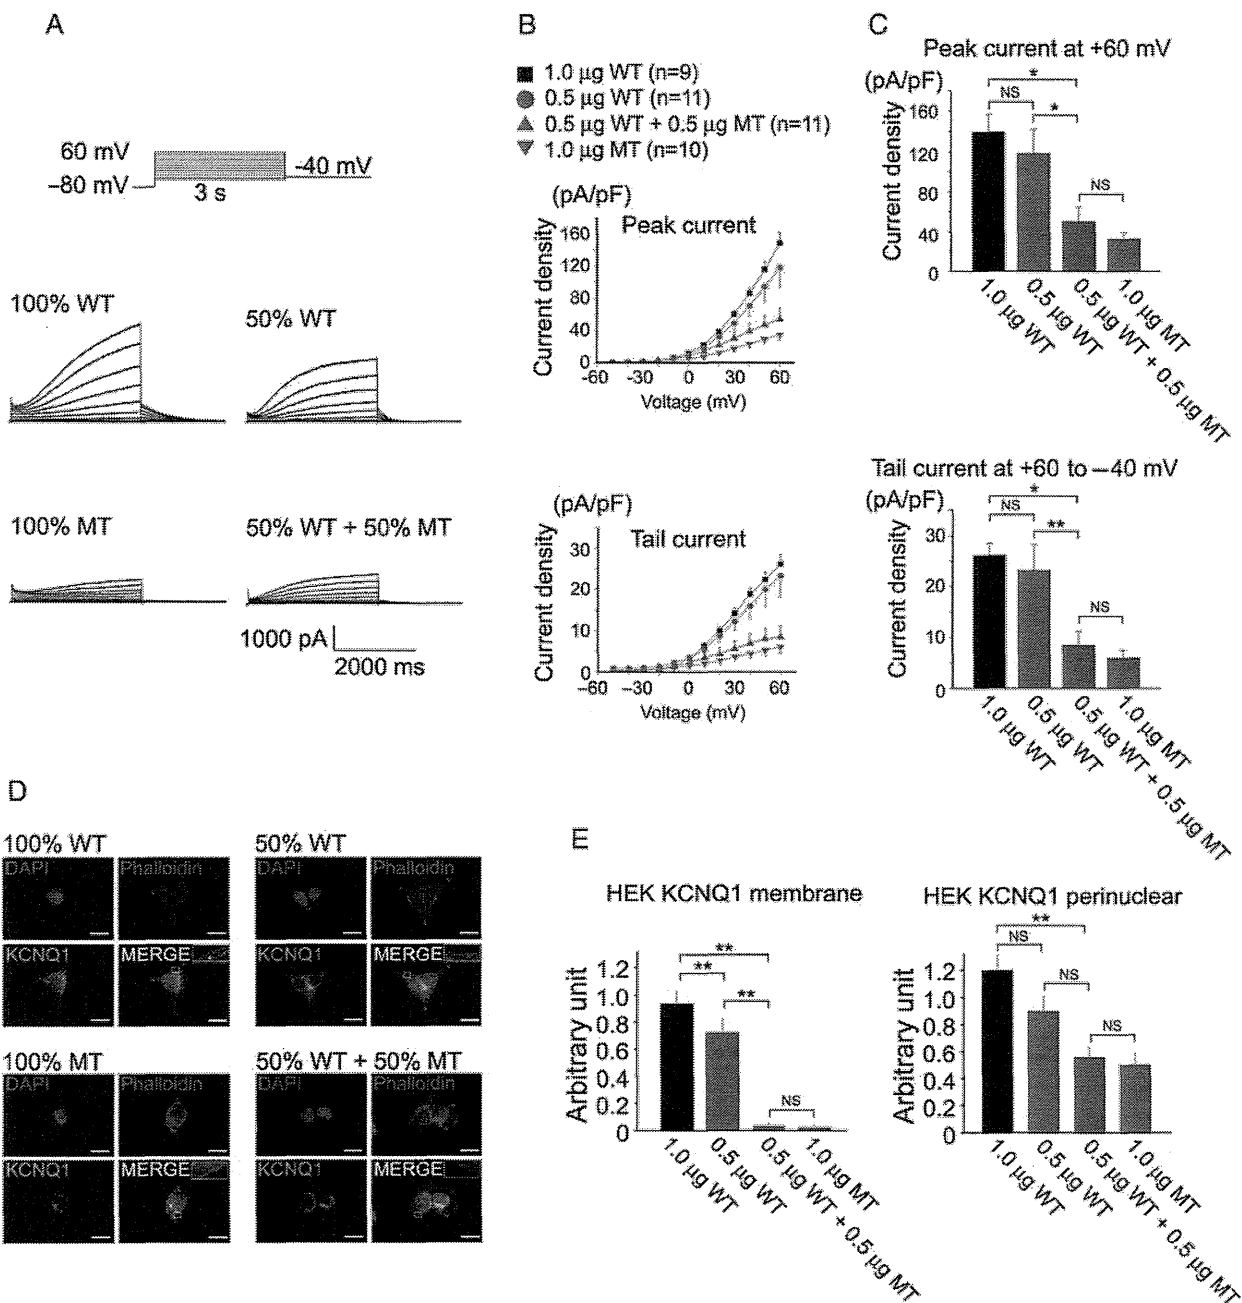 A
60 mV
–80 mV
3 s
-40 mV
100% WT
50% WT
100% MT
50% WT + 50% MT
1000 pA
2000 ms
B
1.0 µg WT (n=9)
0.5 µg WT (n=11)
0.5 µg WT + 0.5 µg MT (n=11)
1.0 µg MT (n=10)
(pA/pF)
Peak current
Current density
160
120
80
40
0
-60 -30 0 30 60
Voltage (mV)
(pA/pF)
Tail current
Current density
30
20
10
0
–60 –30 0 30 60
Voltage (mV)
C
Peak current at +60 mV
(pA/pF)
Current density
160
120
80
40
0
*
NS
*
NS
1.0 µg WT
0.5 µg WT
0.5 µg WT + 0.5 µg MT
1.0 µg MT
Tail current at +60 to –40 mV
(pA/pF)
Current density
30
20
10
0
*
NS
**
NS
1.0 µg WT
0.5 µg WT
0.5 µg WT + 0.5 µg MT
1.0 µg MT
D
100% WT
DAPI
Phalloidin
KCNQ1
MERGE
50% WT
DAPI
Phalloidin
KCNQ1
MERGE
100% MT
DAPI
Phalloidin
KCNQ1
MERGE
50% WT + 50% MT
DAPI
Phalloidin
KCNQ1
MERGE
E
HEK KCNQ1 membrane
Arbitrary unit
1.2
1.0
0.8
0.6
0.4
0.2
0
**
**
**
NS
1.0 µg WT
0.5 µg WT
0.5 µg WT + 0.5 µg MT
1.0 µg MT
HEK KCNQ1 perinuclear
Arbitrary unit
1.2
1.0
0.8
0.6
0.4
0.2
0
**
NS
NS
NS
1.0 µg WT
0.5 µg WT
0.5 µg WT + 0.5 µg MT
1.0 µg MT